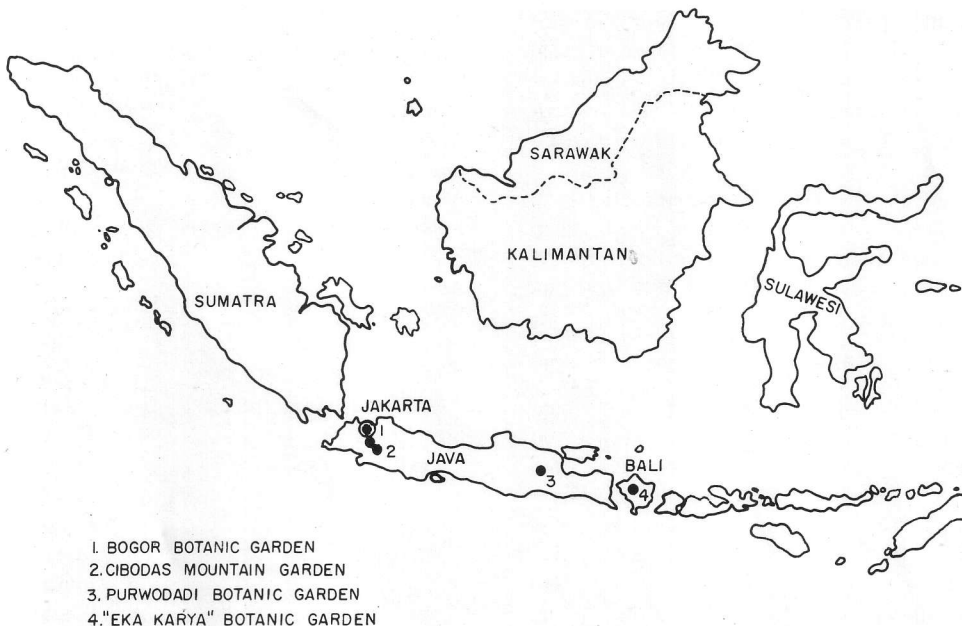 SARAWAK
KALIMANTAN
SUMATRA
SULAWESI
JAKARTA
1
2
JAVA
3
BALI
4
1. BOGOR BOTANIC GARDEN
2. CIBODAS MOUNTAIN GARDEN
3. PURWODADI BOTANIC GARDEN
4. "EKA KARYA" BOTANIC GARDEN